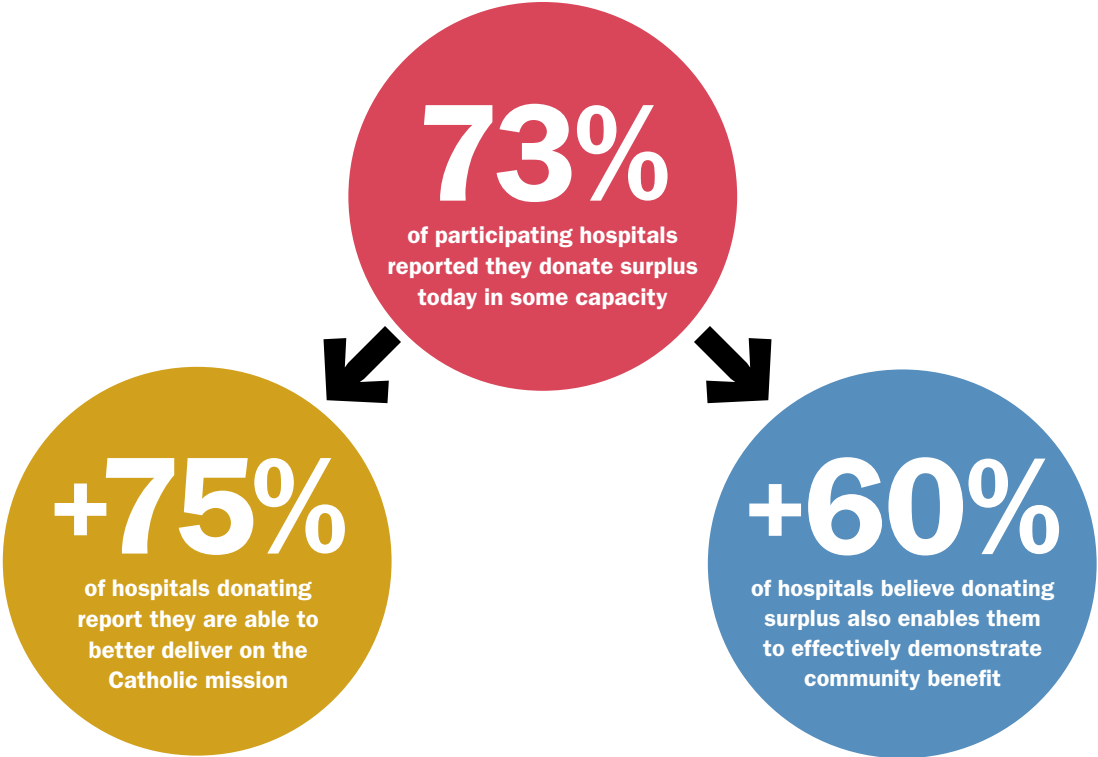 73%
of participating hospitals
reported they donate surplus
today in some capacity
+75%
of hospitals donating
report they are able to
better deliver on the
Catholic mission
+60%
of hospitals believe donating
surplus also enables them
to effectively demonstrate
community benefit